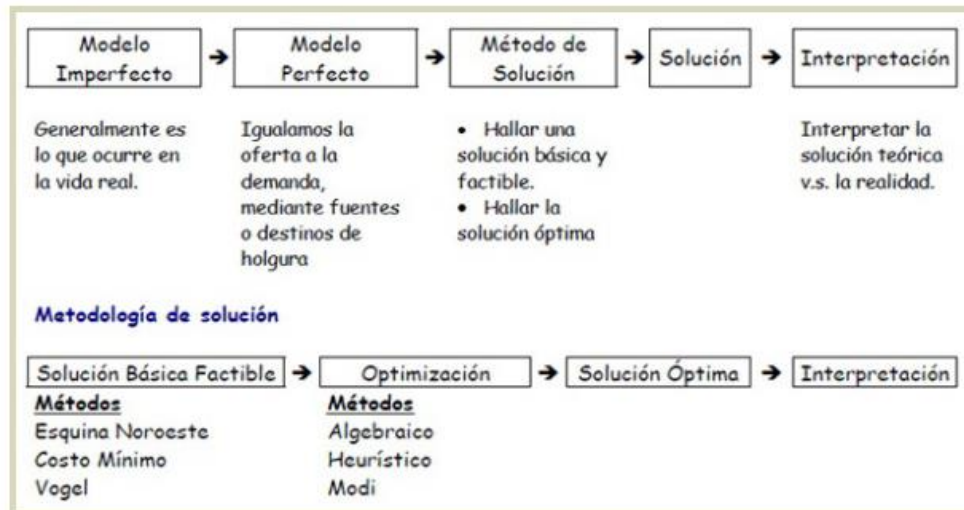 Modelo Imperfecto → Modelo Perfecto → Método de Solución → Solución → Interpretación
Generalmente es
lo que ocurre en
la vida real.
Igualamos la
oferta a la
demanda,
mediante fuentes
o destinos de
holgura
• Hallar una
solución básica y
factible.
• Hallar la
solución óptima
Interpretar la
solución teórica
v.s. la realidad.
Metodología de solución
Solución Básica Factible → Optimización → Solución Óptima → Interpretación
Métodos
Esquina Noroeste
Costo Mínimo
Vogel
Métodos
Algebraico
Heurístico
Modi